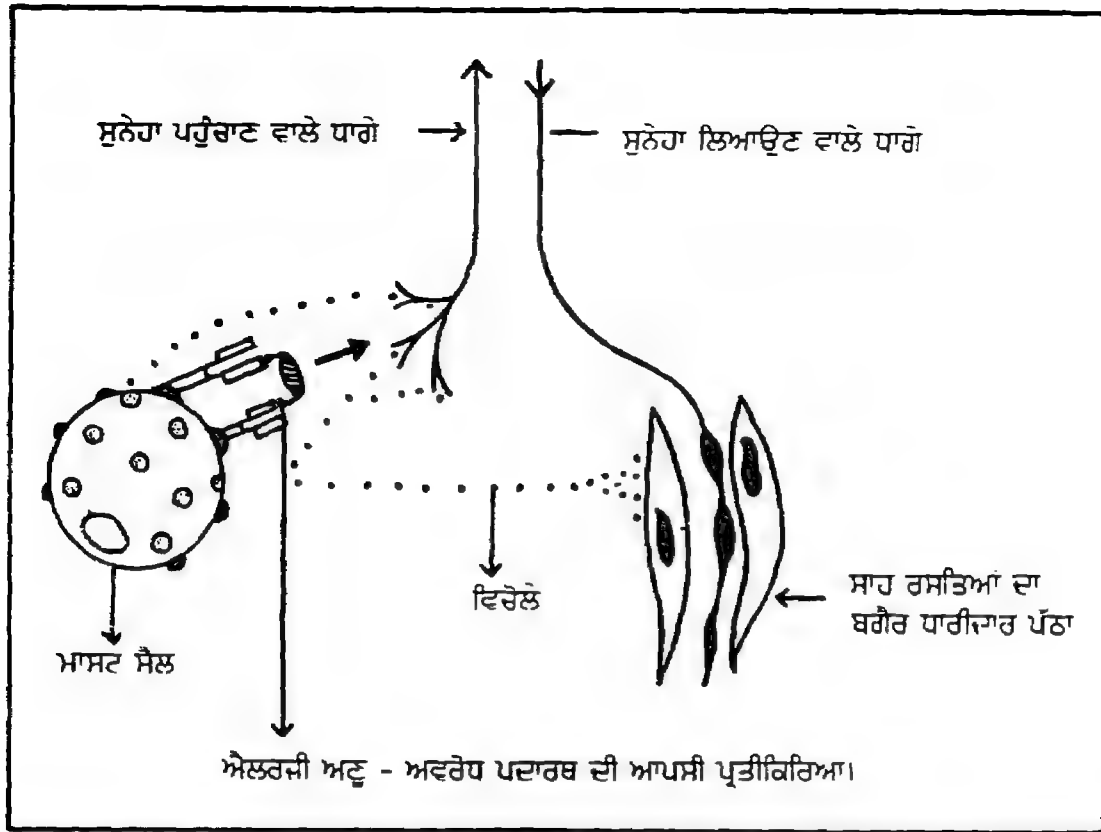 ਸੁਨੇਹਾ ਪਹੁੰਚਾਣ ਵਾਲੇ ਧਾਗੇ
ਸੁਨੇਹਾ ਲਿਆਉਣ ਵਾਲੇ ਧਾਗੇ
ਵਿਚੋਲੇ
ਸਾਹ ਰਸਤਿਆਂ ਦਾ
ਬਗੈਰ ਧਾਰੀਦਾਰ ਪੱਠਾ
ਮਾਸਟ ਸੈਲ
ਐਲਰਜੀ ਅਣੂ - ਅਵਰੋਧ ਪਦਾਰਥ ਦੀ ਆਪਸੀ ਪ੍ਰਤੀਕਿਰਿਆ।